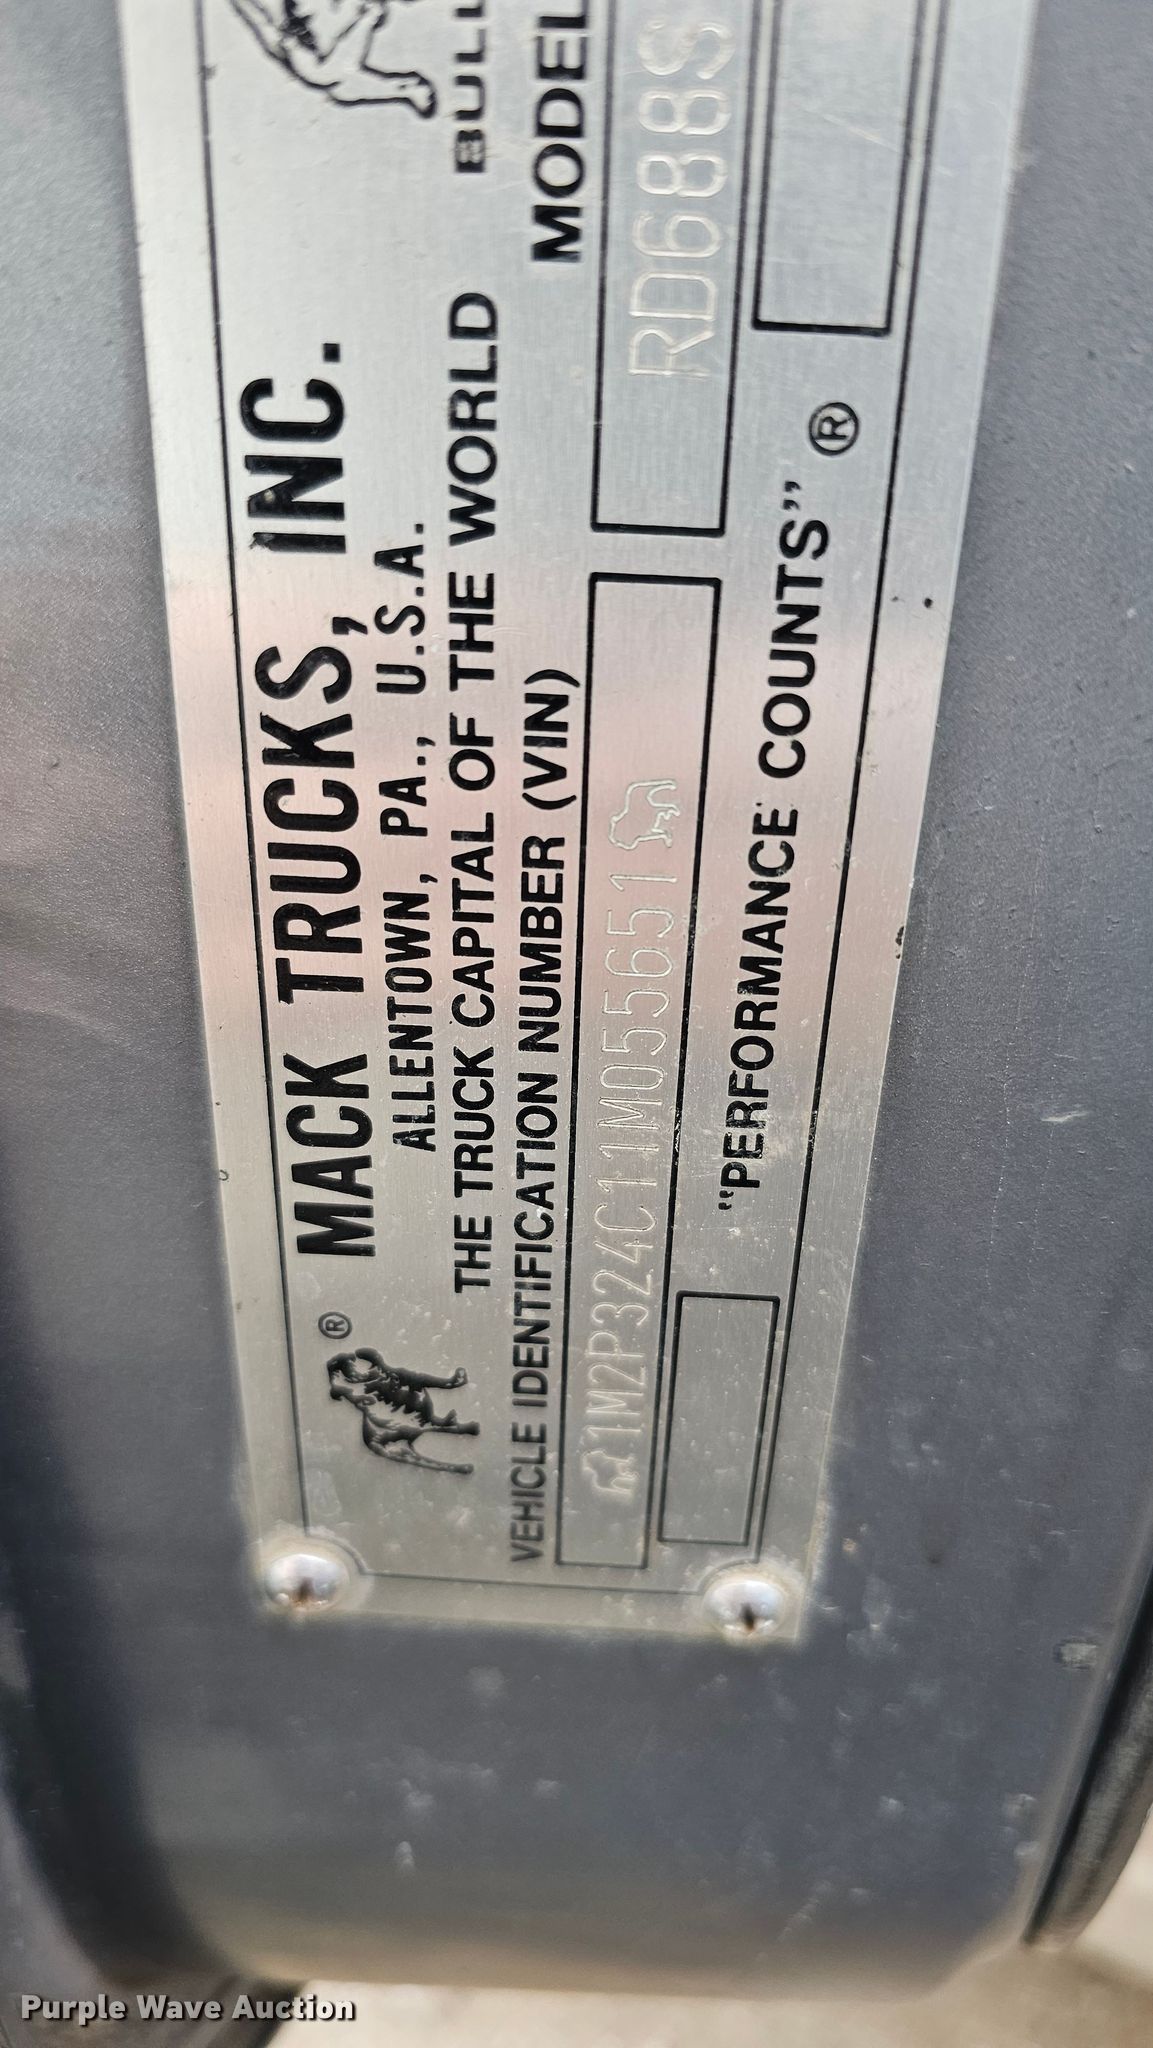 MACK TRUCKS, INC.
ALLENTOWN, PA., U.S.A.
THE TRUCK CAPITAL OF THE WORLD
VEHICLE IDENTIFICATION NUMBER (VIN)
1M2P324C11M055651
"PERFORMANCE COUNTS" ®
®
BULL
MODEL
RD688S
Purple Wave Auction